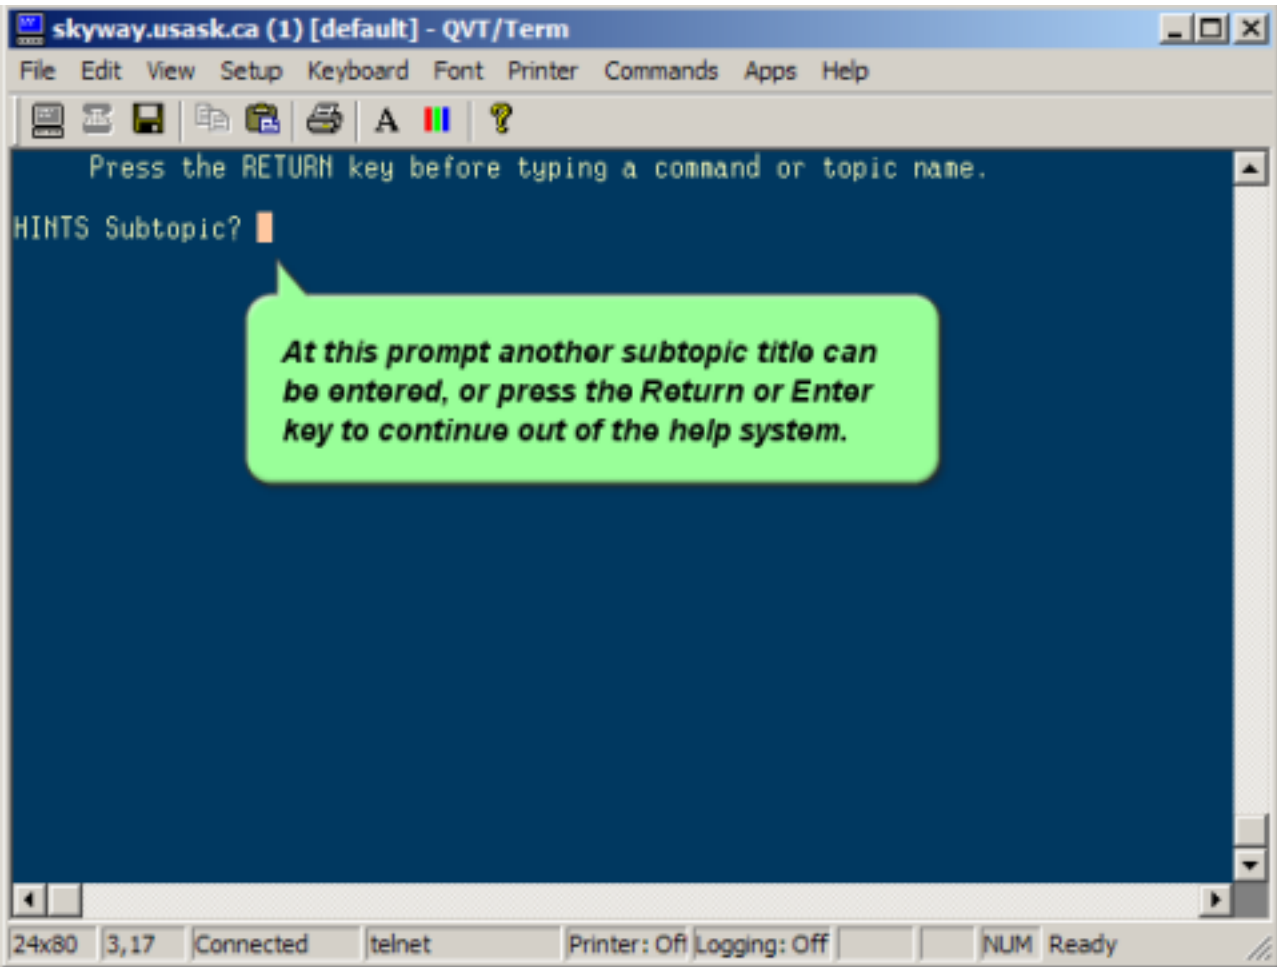 skyway.usask.ca (1) [default] - QVT/Term
File Edit View Setup Keyboard Font Printer Commands Apps Help
A
Press the RETURN key before typing a command or topic name.
HINTS Subtopic?
At this prompt another subtopic title can
be entered, or press the Return or Enter
key to continue out of the help system.
24x80 3,17 Connected telnet Printer: Off Logging: Off NUM Ready